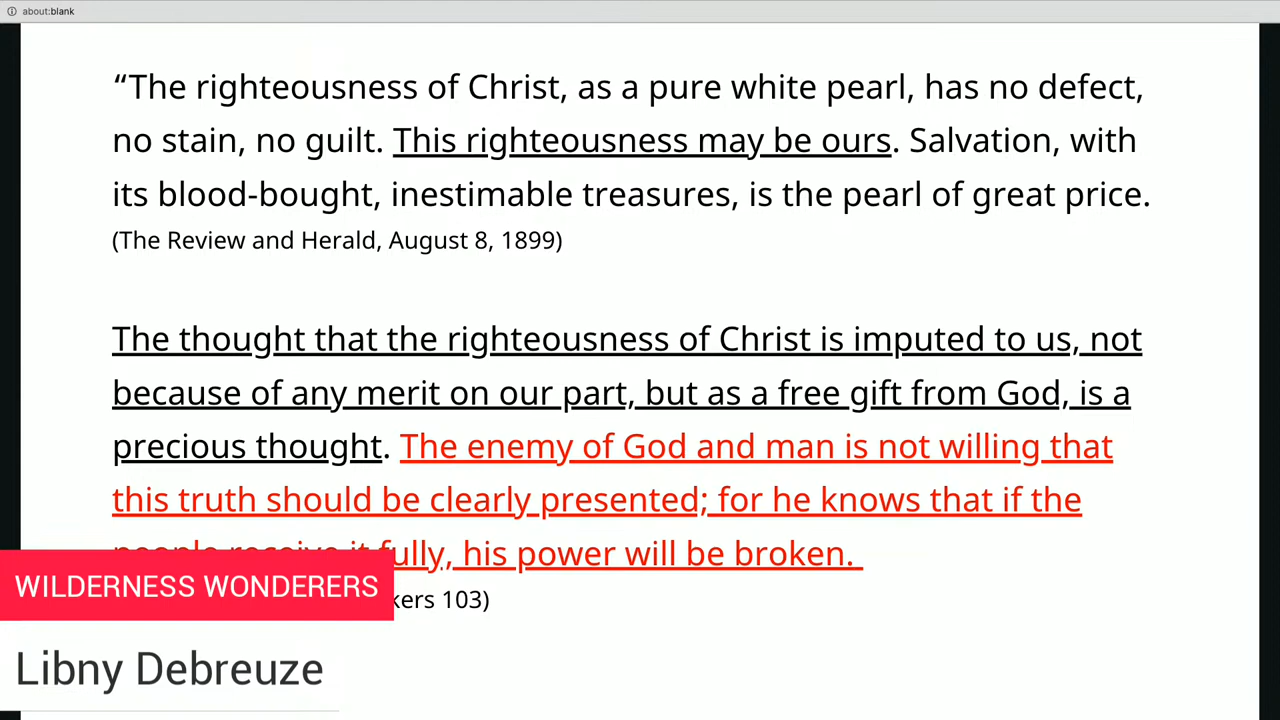 about:blank
“The righteousness of Christ, as a pure white pearl, has no defect,
no stain, no guilt. This righteousness may be ours. Salvation, with
its blood-bought, inestimable treasures, is the pearl of great price.
(The Review and Herald, August 8, 1899)
The thought that the righteousness of Christ is imputed to us, not
because of any merit on our part, but as a free gift from God, is a
precious thought. The enemy of God and man is not willing that
this truth should be clearly presented; for he knows that if the
people receive it fully, his power will be broken.
103)
WILDERNESS WONDERERS
Libny Debreuze